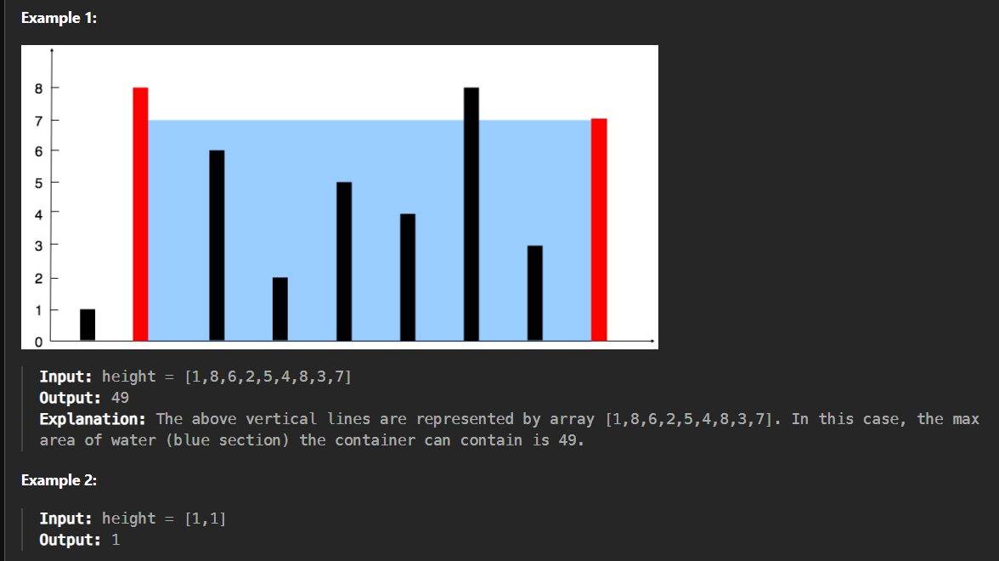 Example 1:
8
7
6
5
4
3
2
1
0
Input: height = [1,8,6,2,5,4,8,3,7]
Output: 49
Explanation: The above vertical lines are represented by array [1,8,6,2,5,4,8,3,7]. In this case, the max
area of water (blue section) the container can contain is 49.
Example 2:
Input: height = [1,1]
Output: 1